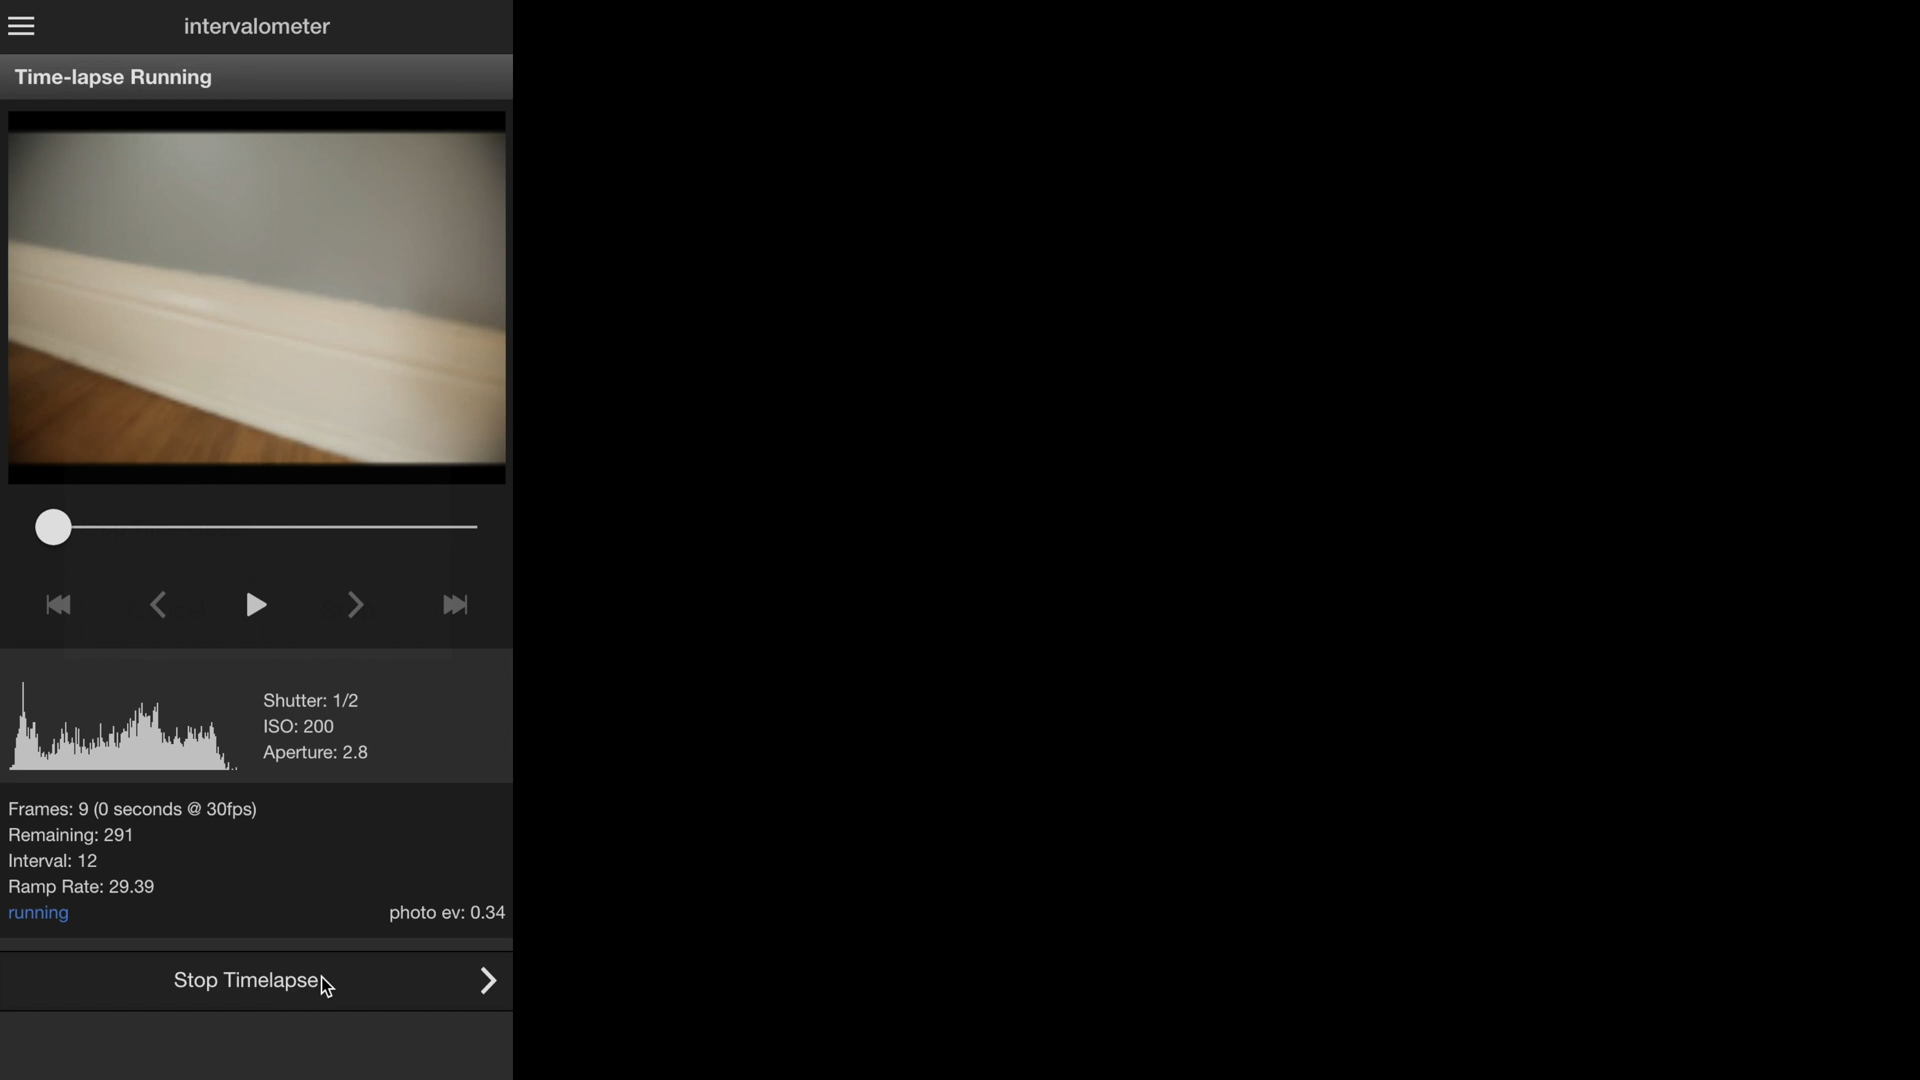 intervalometer
Time-lapse Running
Shutter: 1/2
ISO: 200
Aperture: 2.8
Frames: 9 (0 seconds @ 30fps)
Remaining: 291
Interval: 12
Ramp Rate: 29.39
running
photo ev: 0.34
Stop Timelapse